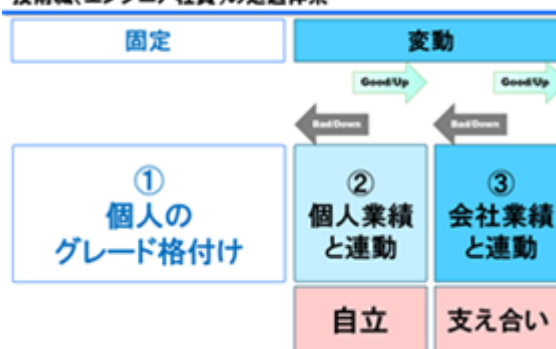 固定
変動
Good/Up
Good/Up
Bad/Down
Bad/Down
①
個人の
グレード格付け
②
個人業績
と連動
③
会社業績
と連動
自立
支え合い